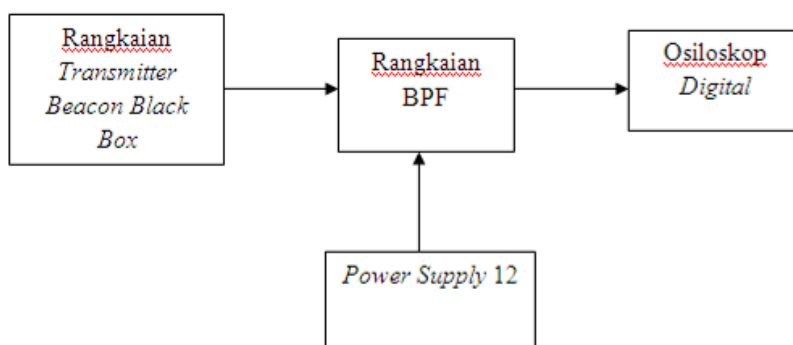 Rangkaian
Transmitter
Beacon Black
Box
Rangkaian
BPF
Osiloskop
Digital
Power Supply 12